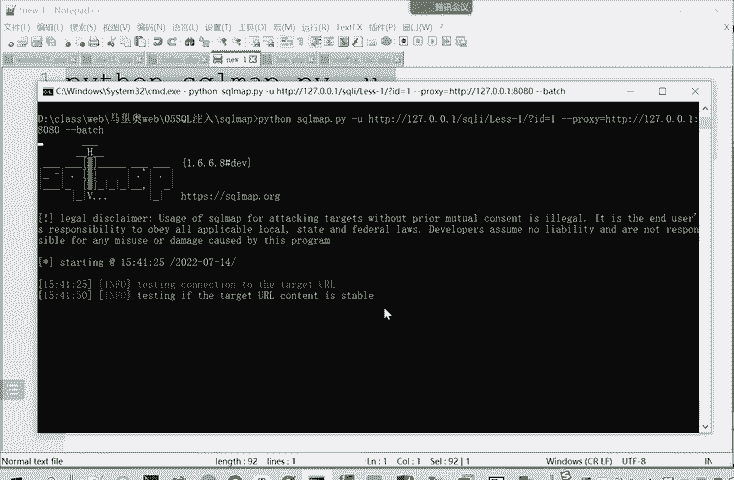 *new 1 - Notepad++
腾讯会议
文件(F) 编辑(E) 搜索(S) 视图(V) 编码(N) 语言(L) 设置(T) 工具(O) 宏(M) 运行(R) TextFX 插件(P) 窗口(W) ? X
new 1
1 python sqlmap.py -u
C:\Windows\System32\cmd.exe - python sqlmap.py -u http://127.0.0.1/sqli/Less-1/?id=1 --proxy=http://127.0.0.1:8080 --batch
D:\class\web\马里奥web\05SQL注入\sqlmap>python sqlmap.py -u http://127.0.0.1/sqli/Less-1/?id=1 --proxy=http://127.0.0.1:
8080 --batch
{1.6.6.8#dev}
https://sqlmap.org
[!] legal disclaimer: Usage of sqlmap for attacking targets without prior mutual consent is illegal. It is the end user'
s responsibility to obey all applicable local, state and federal laws. Developers assume no liability and are not respon
sible for any misuse or damage caused by this program
[*] starting @ 15:41:25 /2022-07-14/
[15:41:25] [INFO] testing connection to the target URL
[15:41:50] [INFO] testing if the target URL content is stable
Normal text file length : 92 lines : 1 Ln : 1 Col : 1 Sel : 92 | 1 Windows (CR LF) UTF-8 IN